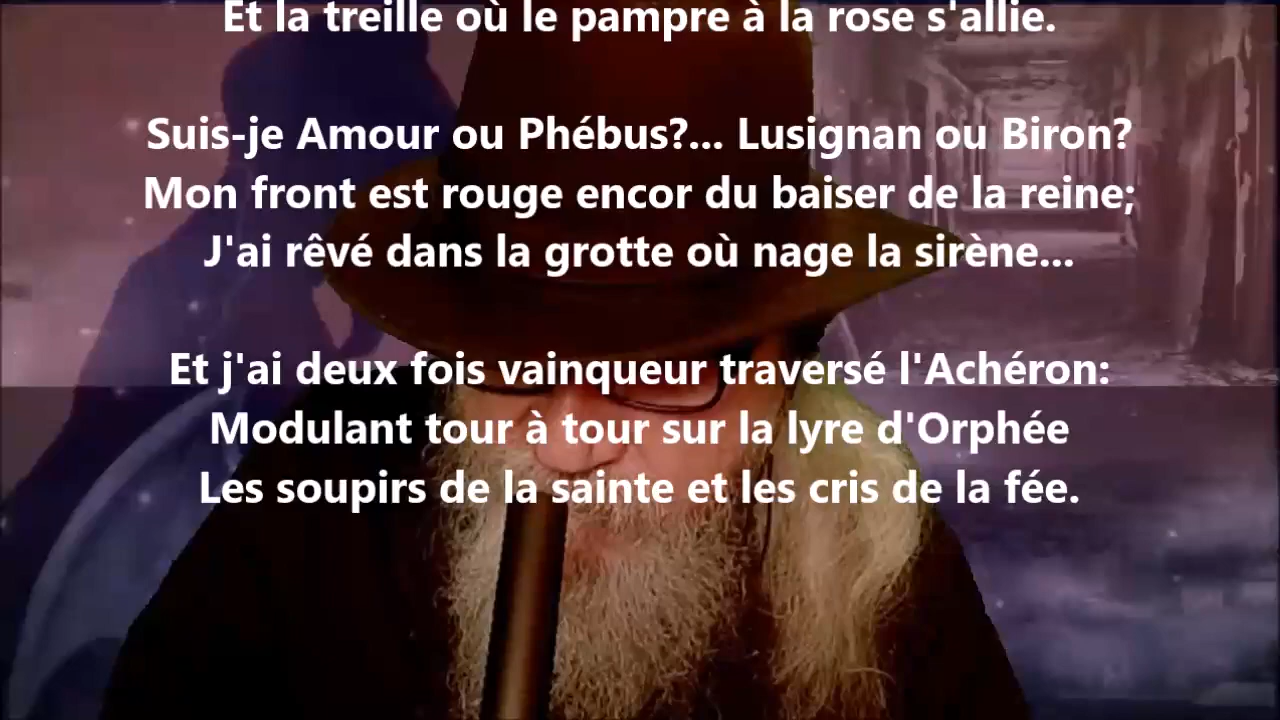 Et la treille où le pampre à la rose s'allie.
Suis-je Amour ou Phébus?... Lusignan ou Biron?
Mon front est rouge encor du baiser de la reine;
J'ai rêvé dans la grotte où nage la sirène...
Et j'ai deux fois vainqueur traversé l'Achéron:
Modulant tour à tour sur la lyre d'Orphée
Les soupirs de la sainte et les cris de la fée.